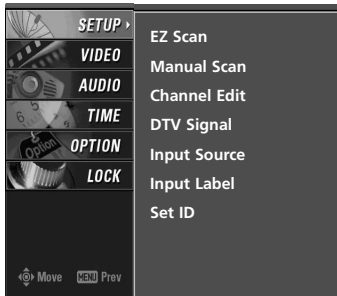 SETUP
VIDEO
AUDIO
TIME
OPTION
LOCK
Move MENU Prev
EZ Scan
Manual Scan
Channel Edit
DTV Signal
Input Source
Input Label
Set ID